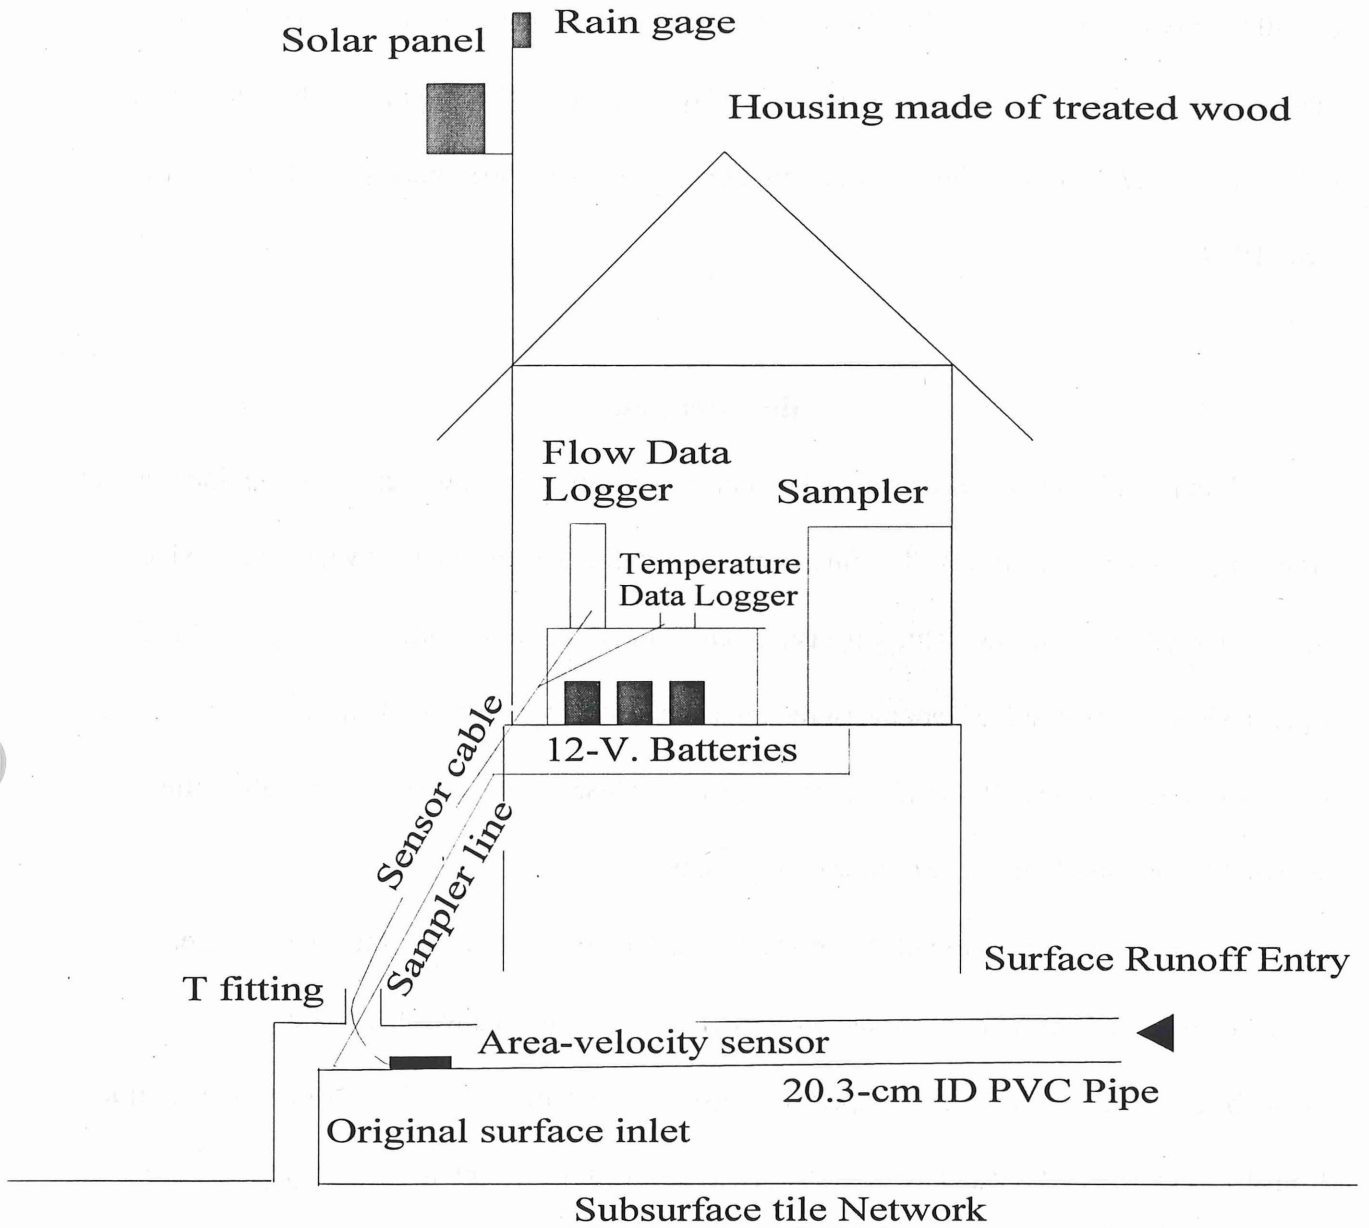 Rain gage
Solar panel
Housing made of treated wood
Flow Data
Logger
Sampler
Temperature
Data Logger
12-V. Batteries
Sensor cable
Sampler line
Surface Runoff Entry
T fitting
Area-velocity sensor
20.3-cm ID PVC Pipe
Original surface inlet
Subsurface tile Network